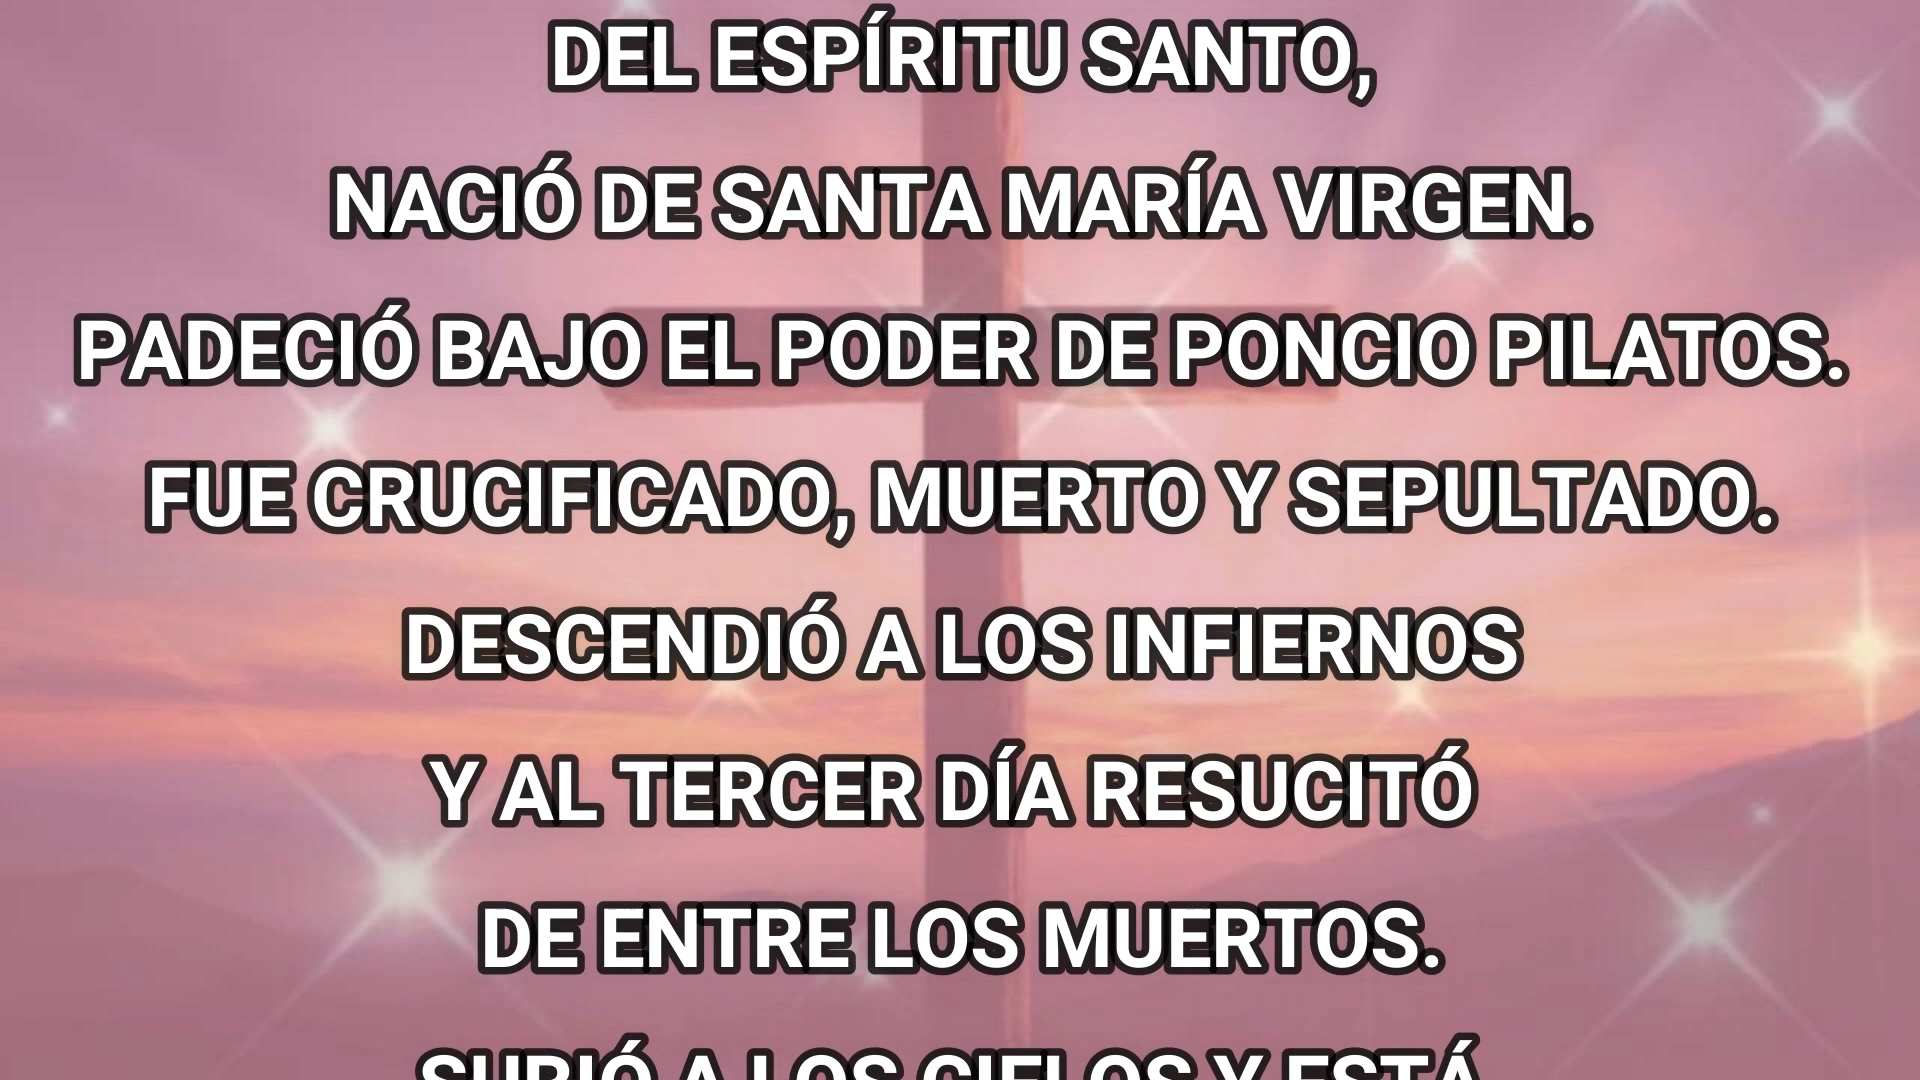 DEL ESPÍRITU SANTO,
NACIÓ DE SANTA MARÍA VIRGEN.
PADECIÓ BAJO EL PODER DE PONCIO PILATOS.
FUE CRUCIFICADO, MUERTO Y SEPULTADO.
DESCENDIÓ A LOS INFIERNOS
Y AL TERCER DÍA RESUCITÓ
DE ENTRE LOS MUERTOS.
SUBIÓ A LOS CIELOS Y ESTÁ